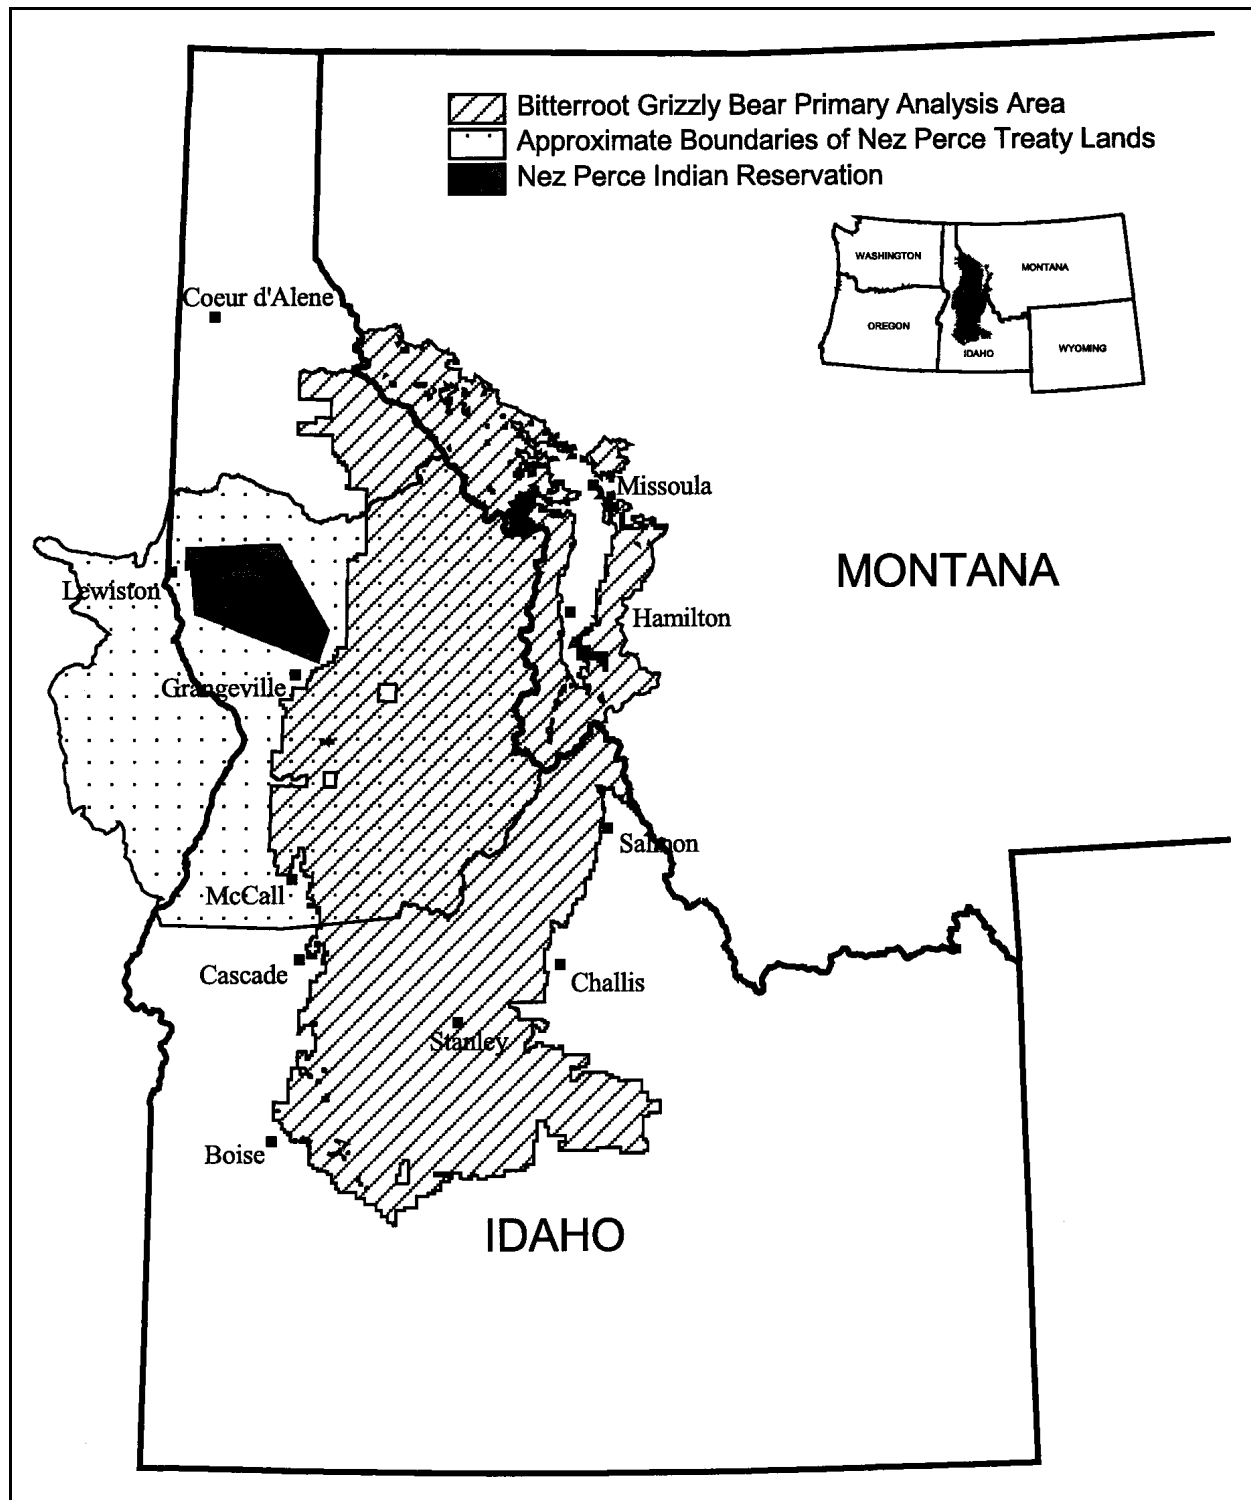 Bitterroot Grizzly Bear Primary Analysis Area
Approximate Boundaries of Nez Perce Treaty Lands
Nez Perce Indian Reservation
WASHINGTON
MONTANA
OREGON
IDAHO
WYOMING
Coeur d'Alene
Missoula
MONTANA
Lewiston
Hamilton
Grangeville
Salmon
McCall
Cascade
Challis
Stanley
Boise
IDAHO